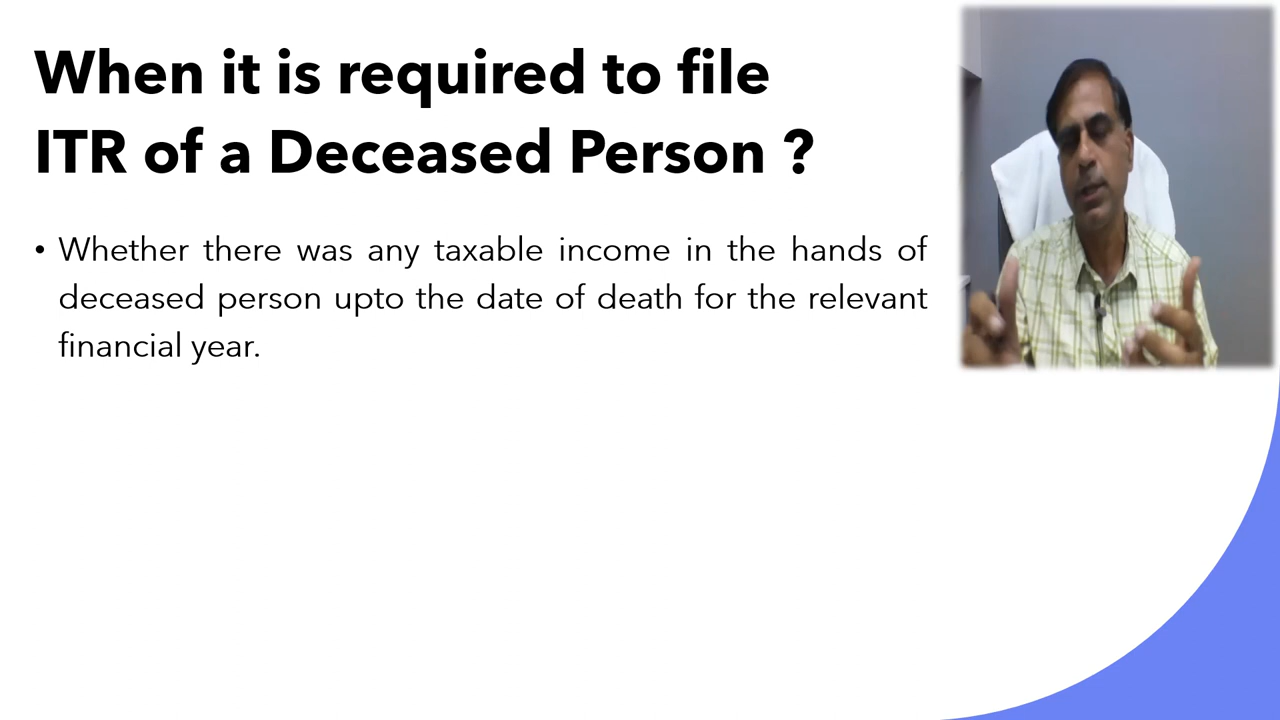 When it is required to file
ITR of a Deceased Person ?
• Whether there was any taxable income in the hands of
deceased person upto the date of death for the relevant
financial year.